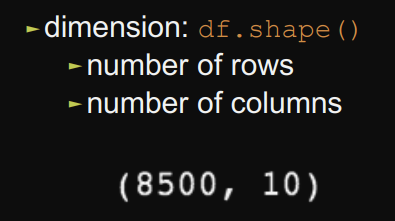 ► dimension: df.shape()
► number of rows
► number of columns
(8500, 10)